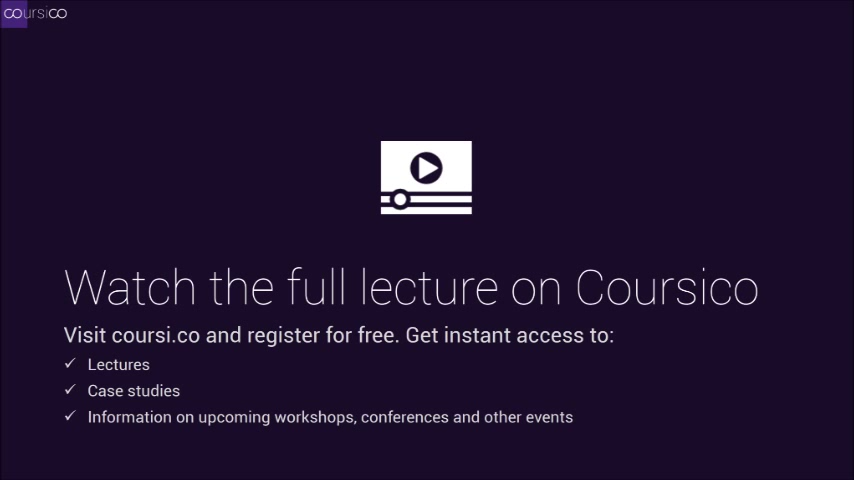 coursico
Watch the full lecture on Coursico
Visit coursi.co and register for free. Get instant access to:
✓ Lectures
✓ Case studies
✓ Information on upcoming workshops, conferences and other events